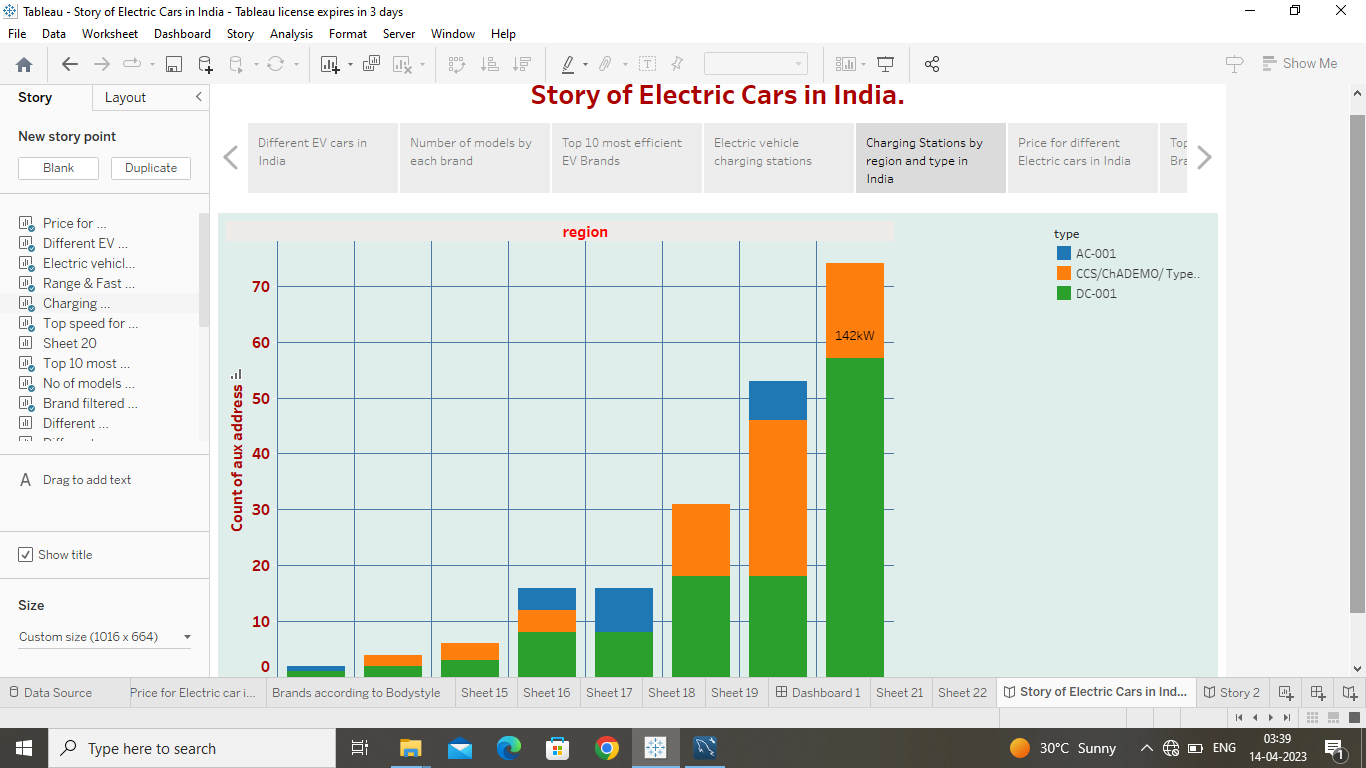 Tableau - Story of Electric Cars in India - Tableau license expires in 3 days
File Data Worksheet Dashboard Story Analysis Format Server Window Help
Show Me
Story Layout
New story point
Blank Duplicate
Price for ...
Different EV ...
Electric vehicl...
Range & Fast ...
Charging ...
Top speed for ...
Sheet 20
Top 10 most ...
No of models ...
Brand filtered ...
Different ...
A Drag to add text
Show title
Size
Custom size (1016 x 664)
Story of Electric Cars in India.
Different EV cars in
India
Number of models by
each brand
Top 10 most efficient
EV Brands
Electric vehicle
charging stations
Charging Stations by
region and type in
India
Price for different
Electric cars in India
Top
Bra
region
Count of aux address
70
60
50
40
30
20
10
0
142kW
type
AC-001
CCS/ChADEMO/ Type..
DC-001
Data Source Price for Electric car i... Brands according to Bodystyle Sheet 15 Sheet 16 Sheet 17 Sheet 18 Sheet 19 Dashboard 1 Sheet 21 Sheet 22 Story of Electric Cars in Ind... Story 2
Type here to search
30°C Sunny
ENG
03:39
14-04-2023
1